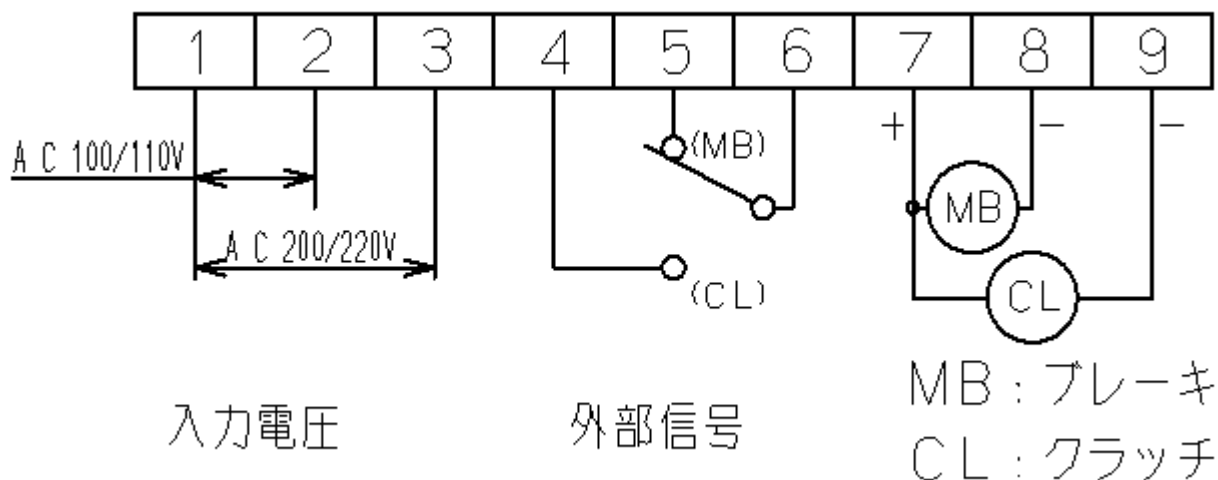 1 2 3 4 5 6 7 8 9
+ - -
(MB)
AC 100/110V
MB
AC 200/220V
(CL)
CL
MB:ブレーキ
入力電圧 外部信号
CL:クラッチ